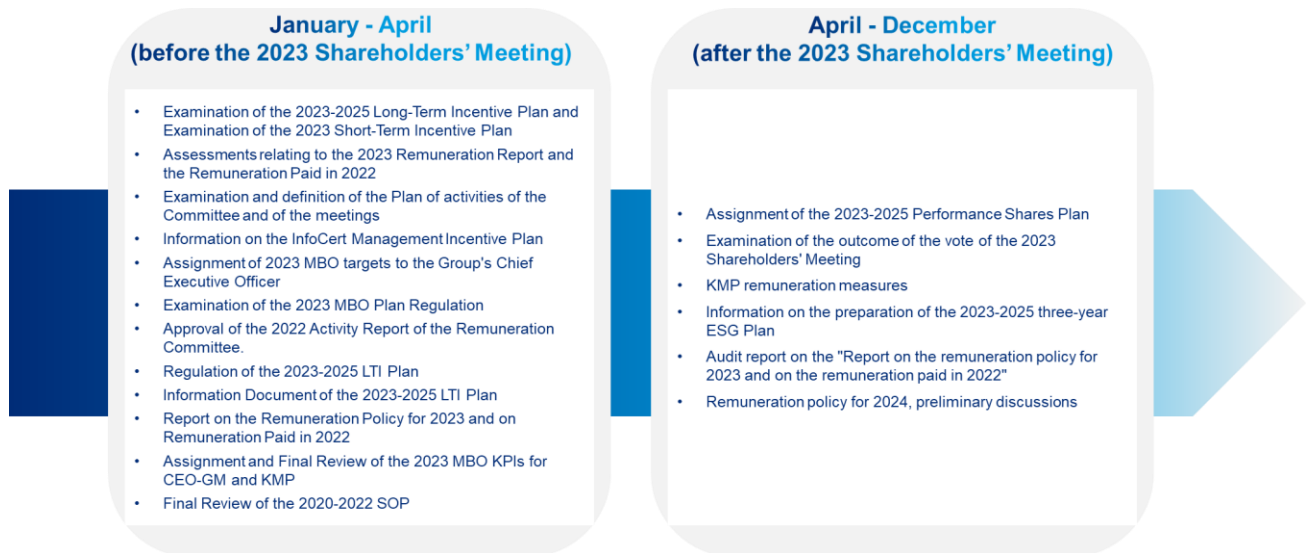 January - April
(before the 2023 Shareholders' Meeting)
• Examination of the 2023-2025 Long-Term Incentive Plan and
Examination of the 2023 Short-Term Incentive Plan
• Assessments relating to the 2023 Remuneration Report and
the Remuneration Paid in 2022
• Examination and definition of the Plan of activities of the
Committee and of the meetings
• Information on the InfoCert Management Incentive Plan
• Assignment of 2023 MBO targets to the Group's Chief
Executive Officer
• Examination of the 2023 MBO Plan Regulation
• Approval of the 2022 Activity Report of the Remuneration
Committee.
• Regulation of the 2023-2025 LTI Plan
• Information Document of the 2023-2025 LTI Plan
• Report on the Remuneration Policy for 2023 and on
Remuneration Paid in 2022
• Assignment and Final Review of the 2023 MBO KPIs for
CEO-GM and KMP
• Final Review of the 2020-2022 SOP
April - December
(after the 2023 Shareholders' Meeting)
• Assignment of the 2023-2025 Performance Shares Plan
• Examination of the outcome of the vote of the 2023
Shareholders' Meeting
• KMP remuneration measures
• Information on the preparation of the 2023-2025 three-year
ESG Plan
• Audit report on the "Report on the remuneration policy for
2023 and on the remuneration paid in 2022"
• Remuneration policy for 2024, preliminary discussions